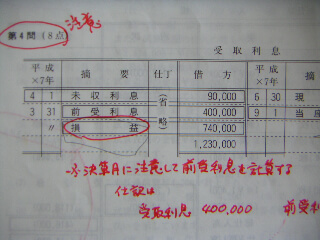 第4問(8点 注意
受取利息
平成×7年 摘要 仕丁 借方 平成×7年
4 1 未収利息 (省略) 90,000 6 30 現
3 31 前受利息 400,000 9 1 当座
〃 損益 740,000
1,230,000
※決算月に注意して前受利息を計算する
仕訳は
受取利息 400,000 前受利